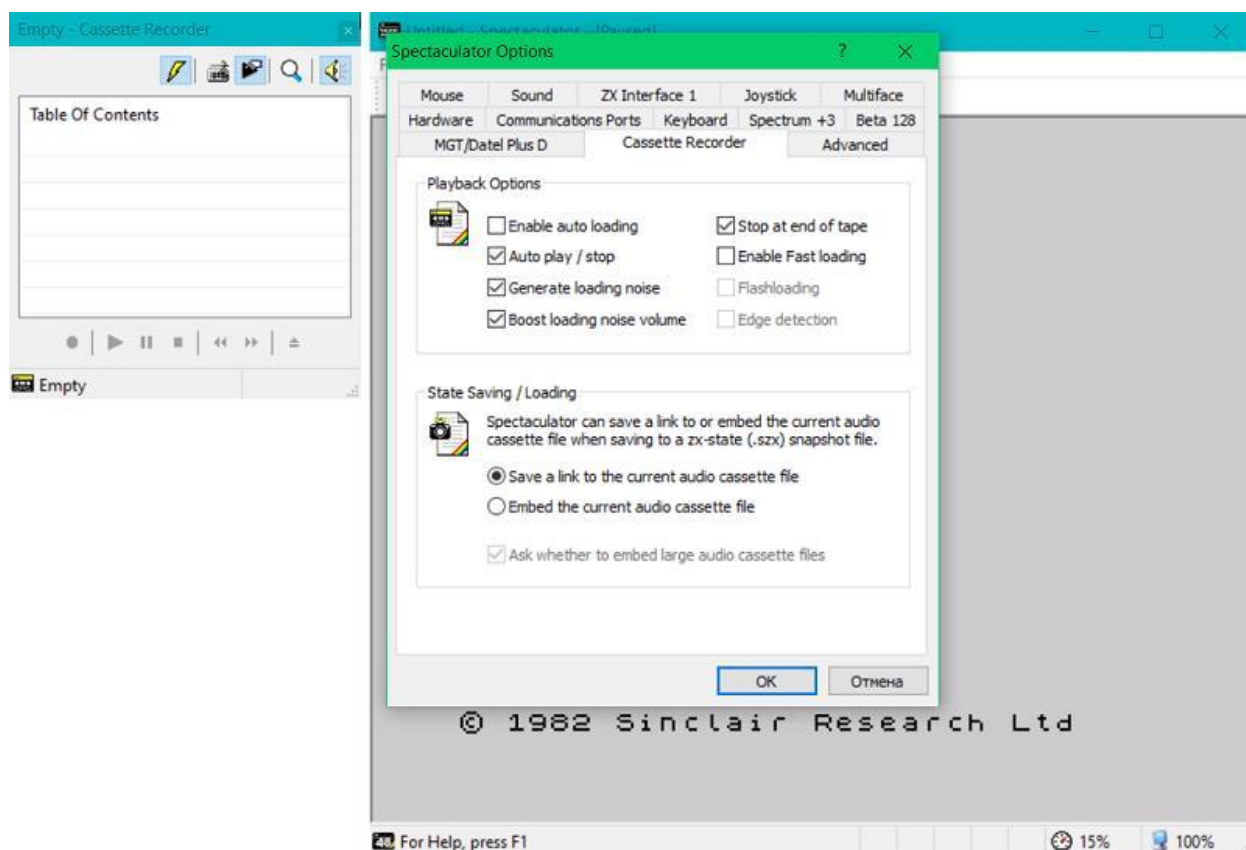 Empty - Cassette Recorder
Table Of Contents
Empty
Untitled - Spectaculator - [Paused]
Spectaculator Options
Mouse Sound ZX Interface 1 Joystick Multiface
Hardware Communications Ports Keyboard Spectrum +3 Beta 128
MGT/Datel Plus D Cassette Recorder Advanced
Playback Options
Enable auto loading Stop at end of tape
Auto play / stop Enable Fast loading
Generate loading noise Flashloading
Boost loading noise volume Edge detection
State Saving / Loading
Spectaculator can save a link to or embed the current audio
cassette file when saving to a zx-state (.szx) snapshot file.
Save a link to the current audio cassette file
Embed the current audio cassette file
Ask whether to embed large audio cassette files
OK Отмена
© 1982 Sinclair Research Ltd
For Help, press F1 15% 100%